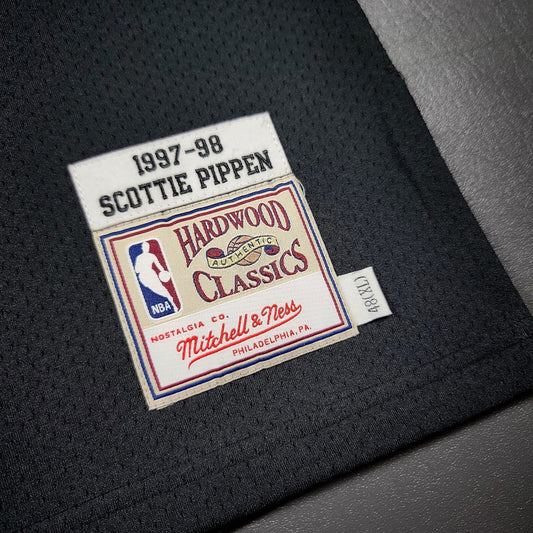 1997-98
SCOTTIE PIPPEN
HARDWOOD
AUTHENTIC
CLASSICS
NBA
NOSTALGIA CO.
Mitchell & Ness
PHILADELPHIA, PA.
48(XL)